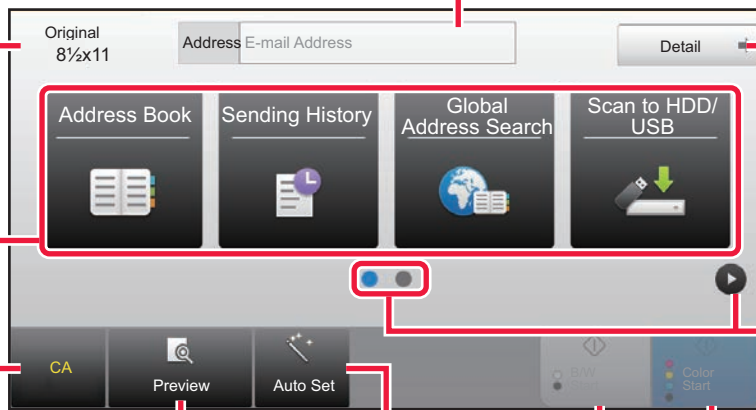 Original
8½x11
Address E-mail Address
Detail
Address Book
Sending History
Global
Address Search
Scan to HDD/
USB
CA
Preview
Auto Set
B/W
Start
Color
Start